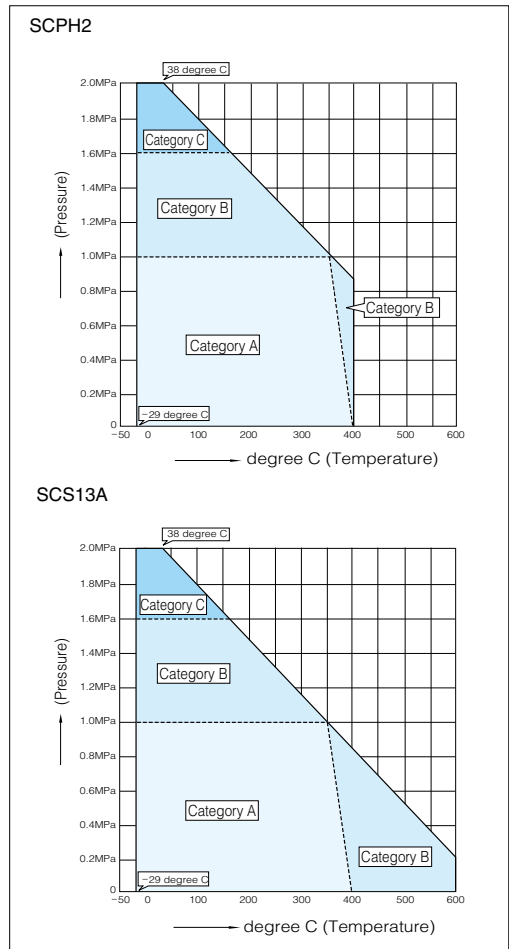 SCPH2
38 degree C
2.0MPa
1.8MPa
Category C
1.6MPa
1.4MPa
Category B
1.2MPa
(Pressure)
1.0MPa
0.8MPa
Category B
0.6MPa
Category A
0.4MPa
0.2MPa
−29 degree C
0
−50 0 100 200 300 400 500 600
degree C (Temperature)
SCS13A
38 degree C
2.0MPa
1.8MPa
Category C
1.6MPa
1.4MPa
Category B
1.2MPa
(Pressure)
1.0MPa
0.8MPa
0.6MPa
Category A
0.4MPa
0.2MPa
Category B
−29 degree C
0
−50 0 100 200 300 400 500 600
degree C (Temperature)